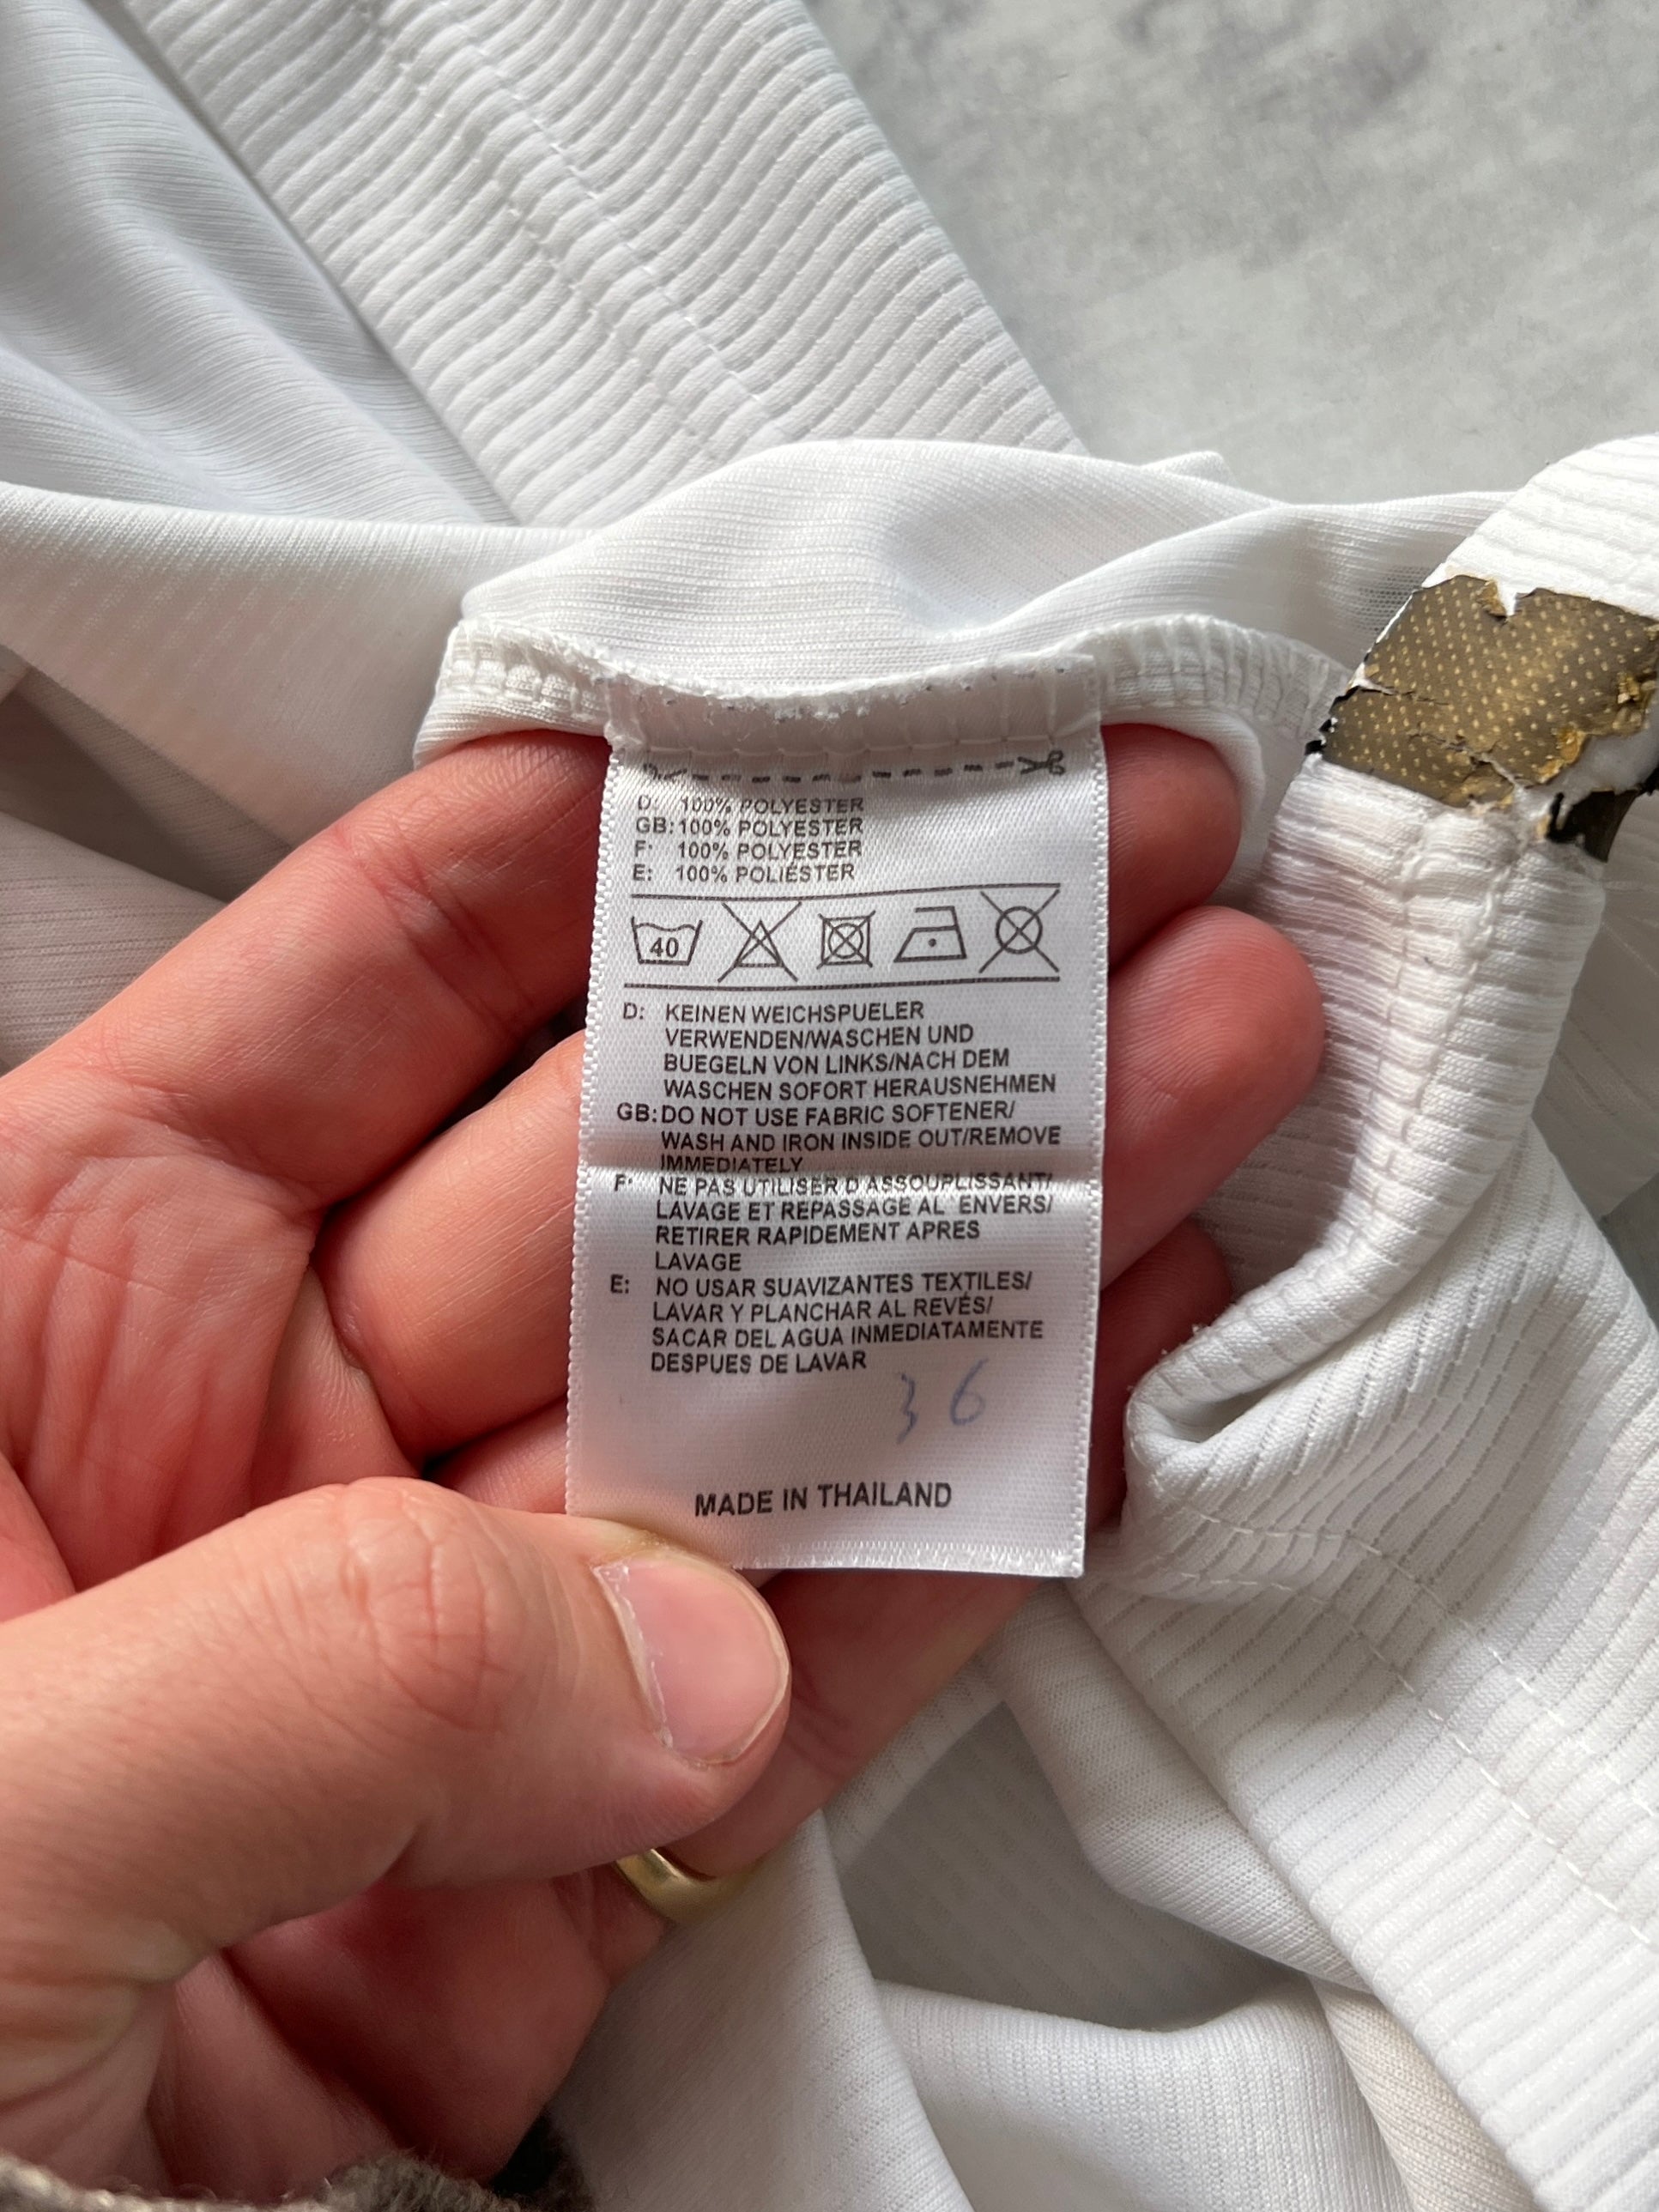 D: 100% POLYESTER
GB: 100% POLYESTER
F: 100% POLYESTER
E: 100% POLIÉSTER
40
D: KEINEN WEICHSPUELER
VERWENDEN/WASCHEN UND
BUEGELN VON LINKS/NACH DEM
WASCHEN SOFORT HERAUSNEHMEN
GB: DO NOT USE FABRIC SOFTENER/
WASH AND IRON INSIDE OUT/REMOVE
IMMEDIATELY
F: NE PAS UTILISER D'ASSOUPLISSANT/
LAVAGE ET REPASSAGE AL' ENVERS/
RETIRER RAPIDEMENT APRES
LAVAGE
E: NO USAR SUAVIZANTES TEXTILES/
LAVAR Y PLANCHAR AL REVÉS/
SACAR DEL AGUA INMEDIATAMENTE
DESPUES DE LAVAR
36
MADE IN THAILAND